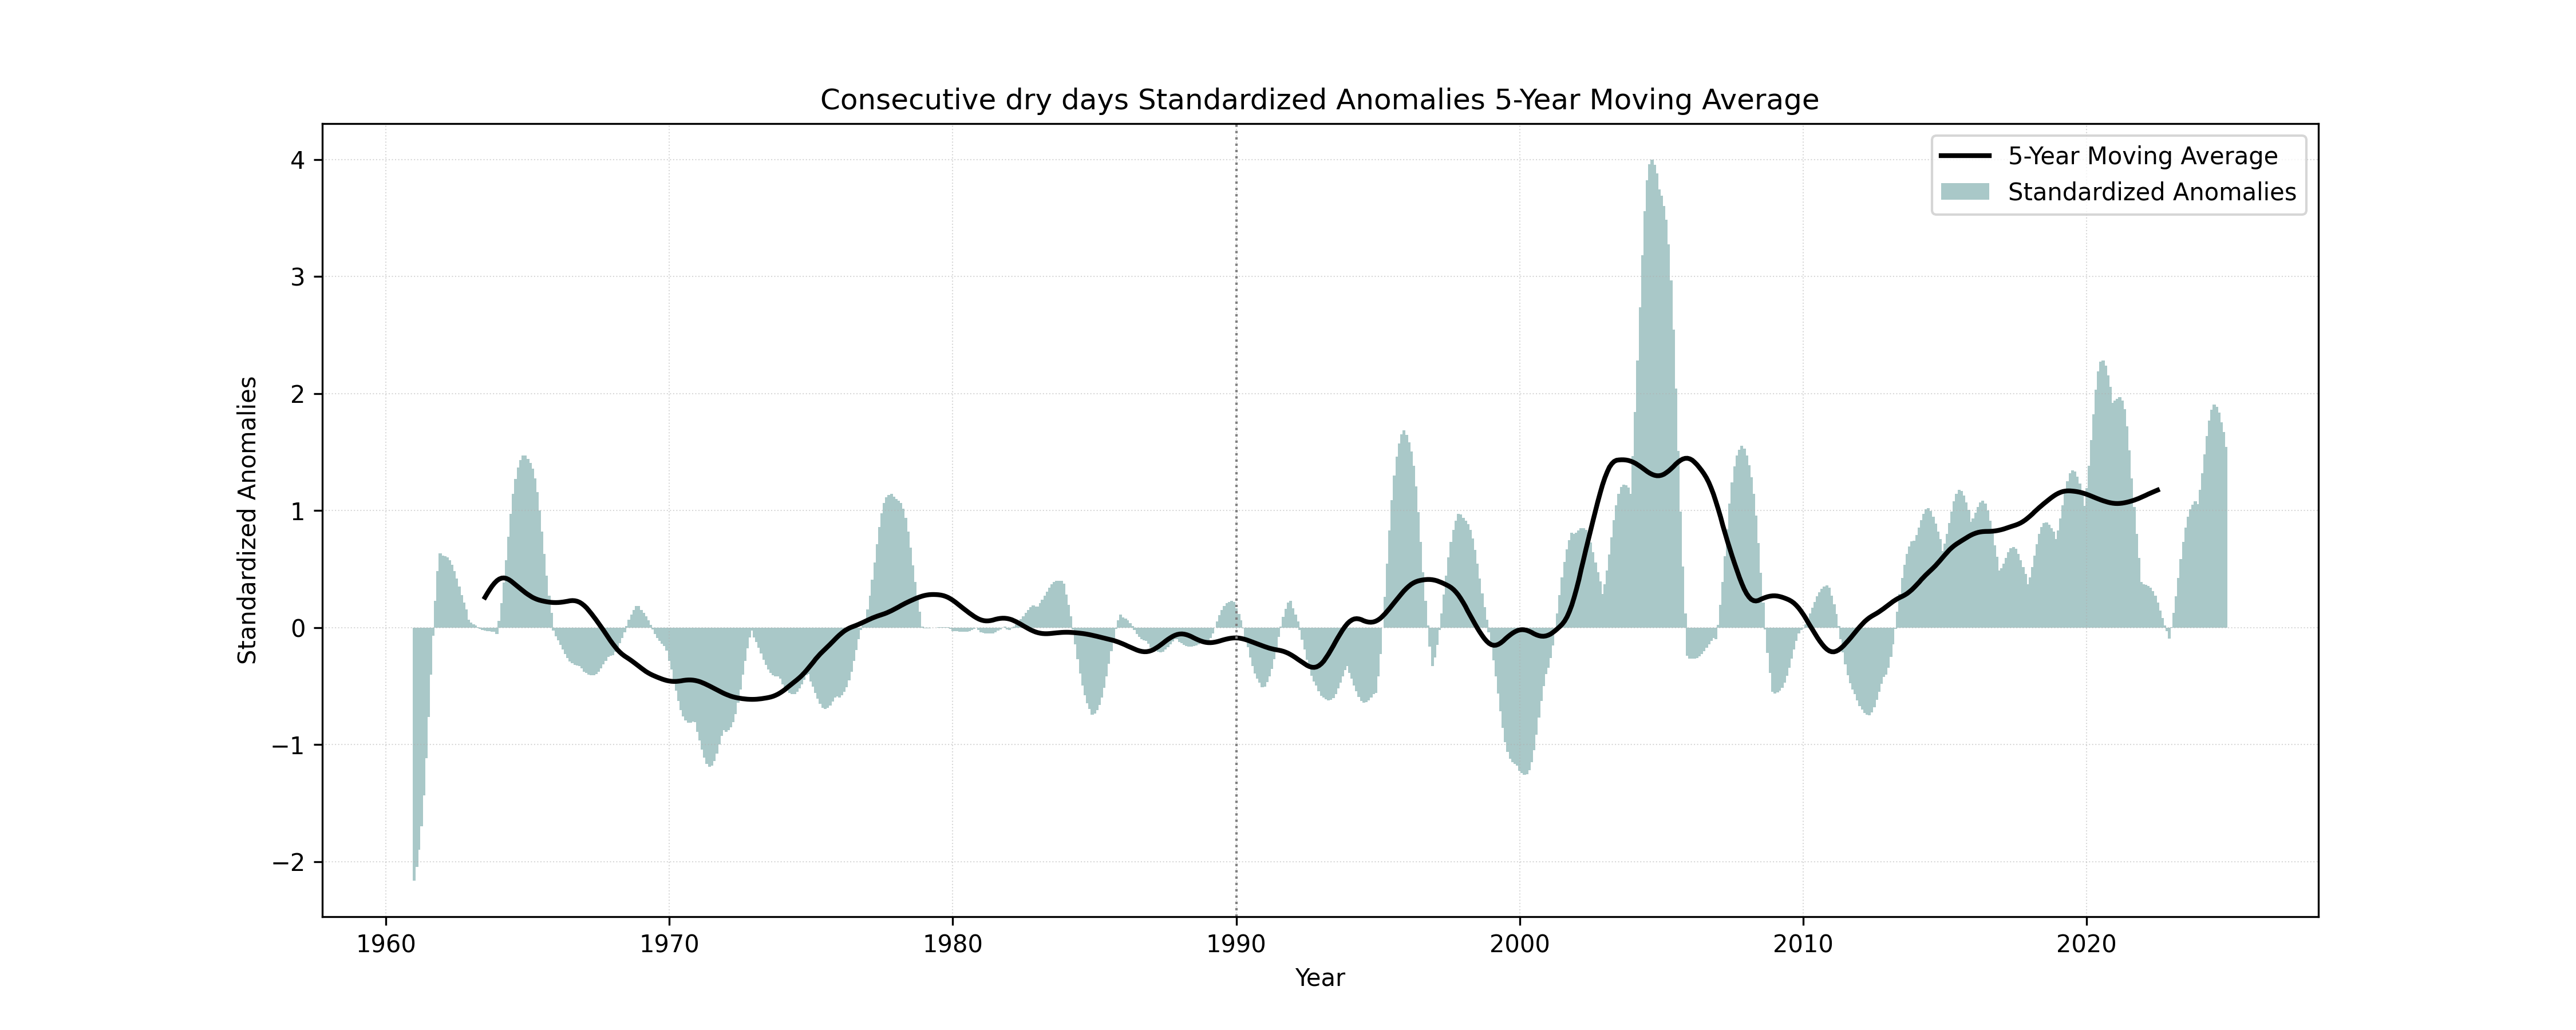 Consecutive dry days Standardized Anomalies 5-Year Moving Average
5-Year Moving Average
Standardized Anomalies
Standardized Anomalies
4
3
2
1
0
−1
−2
1960 1970 1980 1990 2000 2010 2020
Year